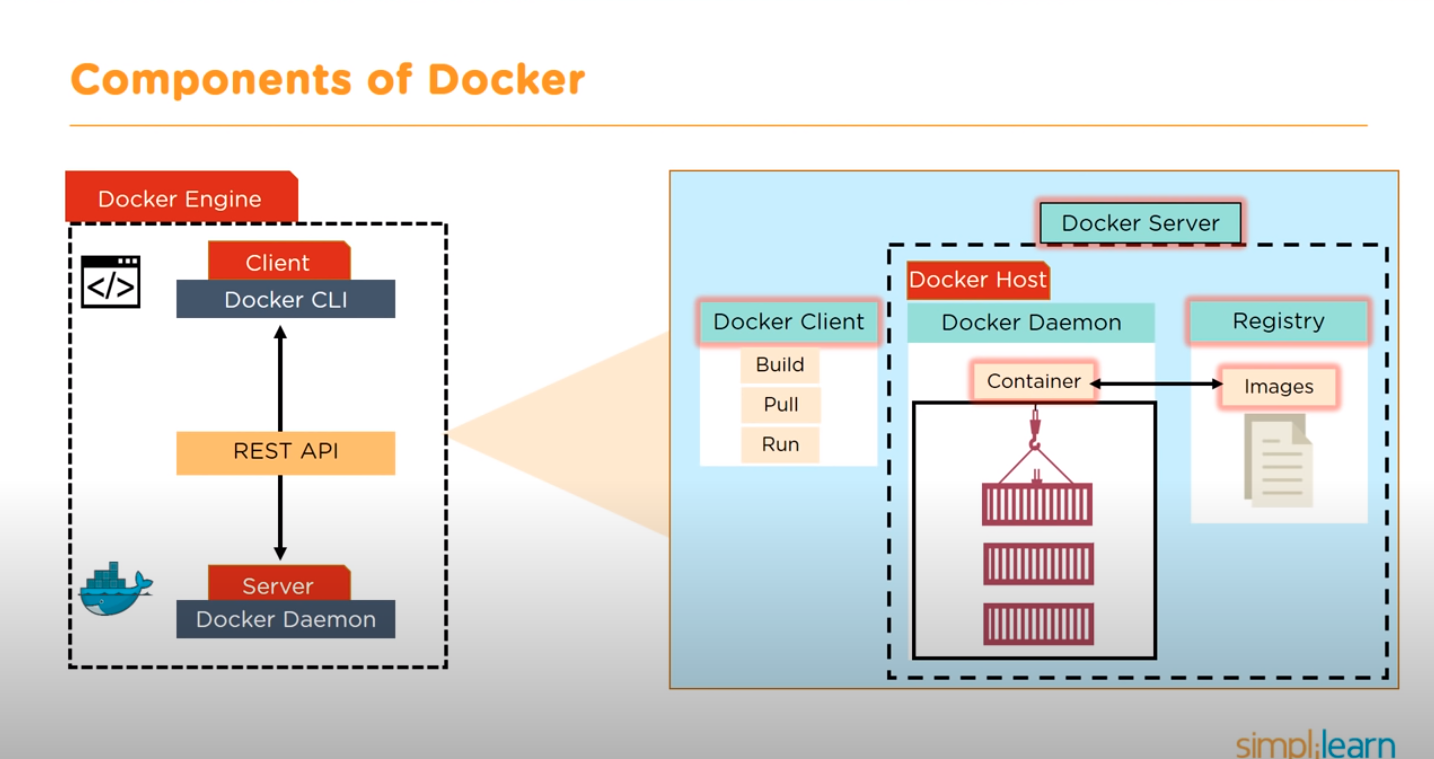 Components of Docker
Docker Engine
Client
Docker CLI
</>
REST API
Server
Docker Daemon
Docker Server
Docker Host
Docker Client
Build
Pull
Run
Docker Daemon
Container
Registry
Images
simplilearn